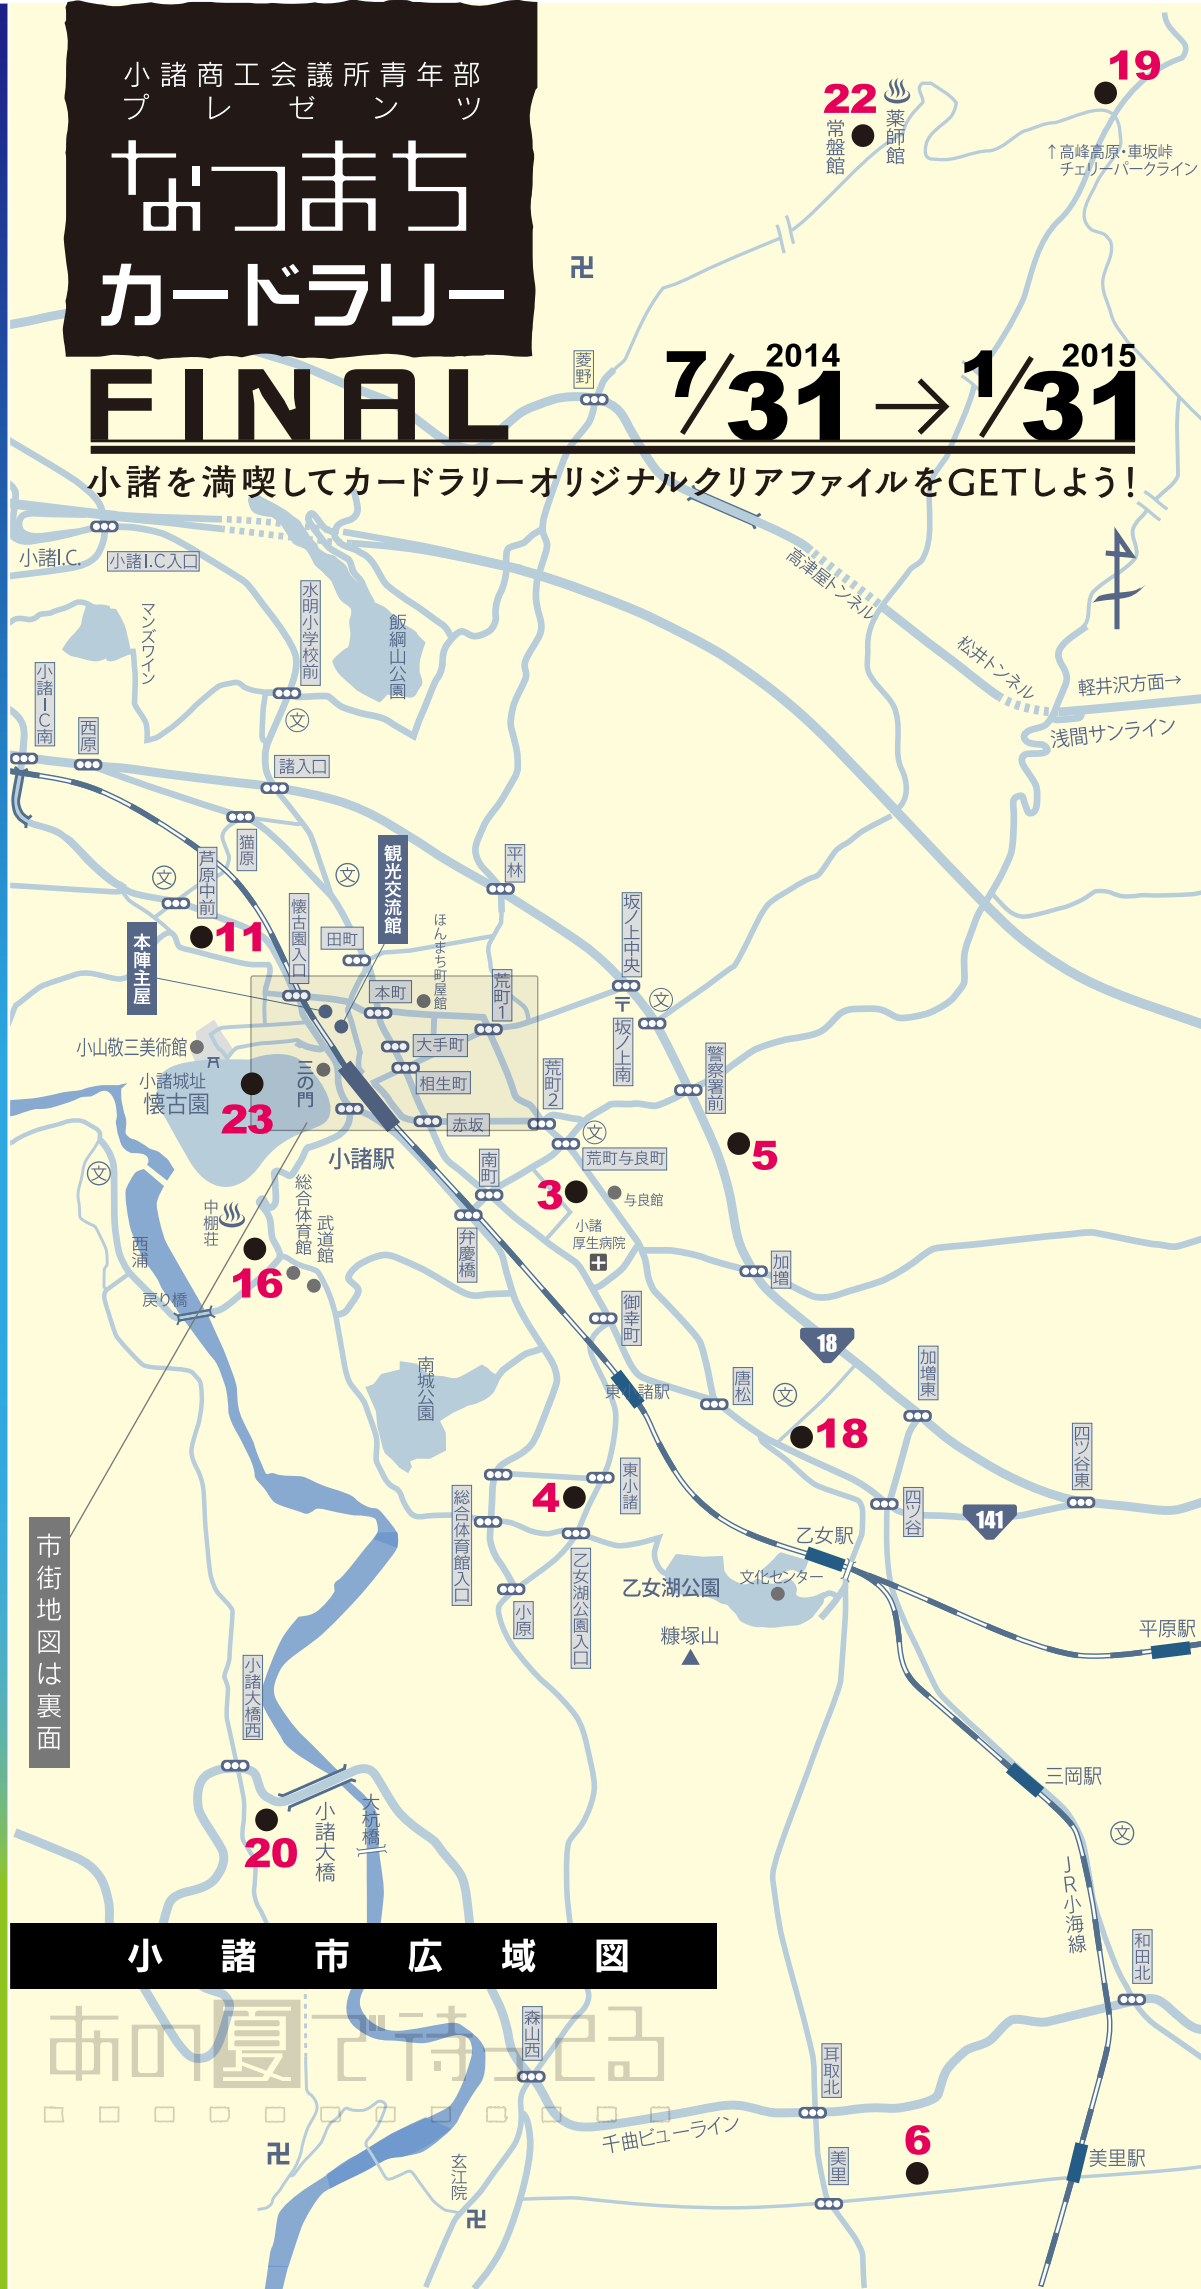 小諸商工会議所青年部
プレゼンツ
なつまち
カードラリー
FINAL
7/31 2014 → 1/31 2015
小諸を満喫してカードラリーオリジナルクリアファイルをGETしよう!
19
22
常盤館
薬師館
↑高峰高原・車坂峠
チェリーパークライン
菱野
小諸I.C.
小諸I.C入口
マンズワイン
水明小学校前
飯綱山公園
高津屋トンネル
松井トンネル
軽井沢方面→
浅間サンライン
小諸IC南
西原
文
諸入口
猫原
芦原中前
文
文
観光交流館
平林
11
本陣主屋
懐古園入口
田町
ほんまち町屋館
本町
荒町1
坂ノ上中央
〒
文
坂ノ上南
大手町
相生町
赤坂
荒町2
警察署前
小山敬三美術館
小諸城址
懐古園
23
三の門
小諸駅
文
荒町与良町
5
南町
3
与良館
小諸
厚生病院
文
中棚荘
総合体育館
武道館
西浦
16
戻り橋
弁慶橋
加増
御幸町
18
南城公園
東小諸駅
唐松
文
加増東
18
四ツ谷東
4
東小諸
総合体育館入口
四ツ谷
141
乙女駅
乙女湖公園入口
小原
乙女湖公園
文化センター
糠塚山
平原駅
市街地図は裏面
小諸大橋西
三岡駅
文
20
小諸大橋
大杭橋
JR小海線
小諸市広域図
和田北
あの夏で待ってる
森山西
耳取北
千曲ビューライン
6
美里
美里駅
玄江院